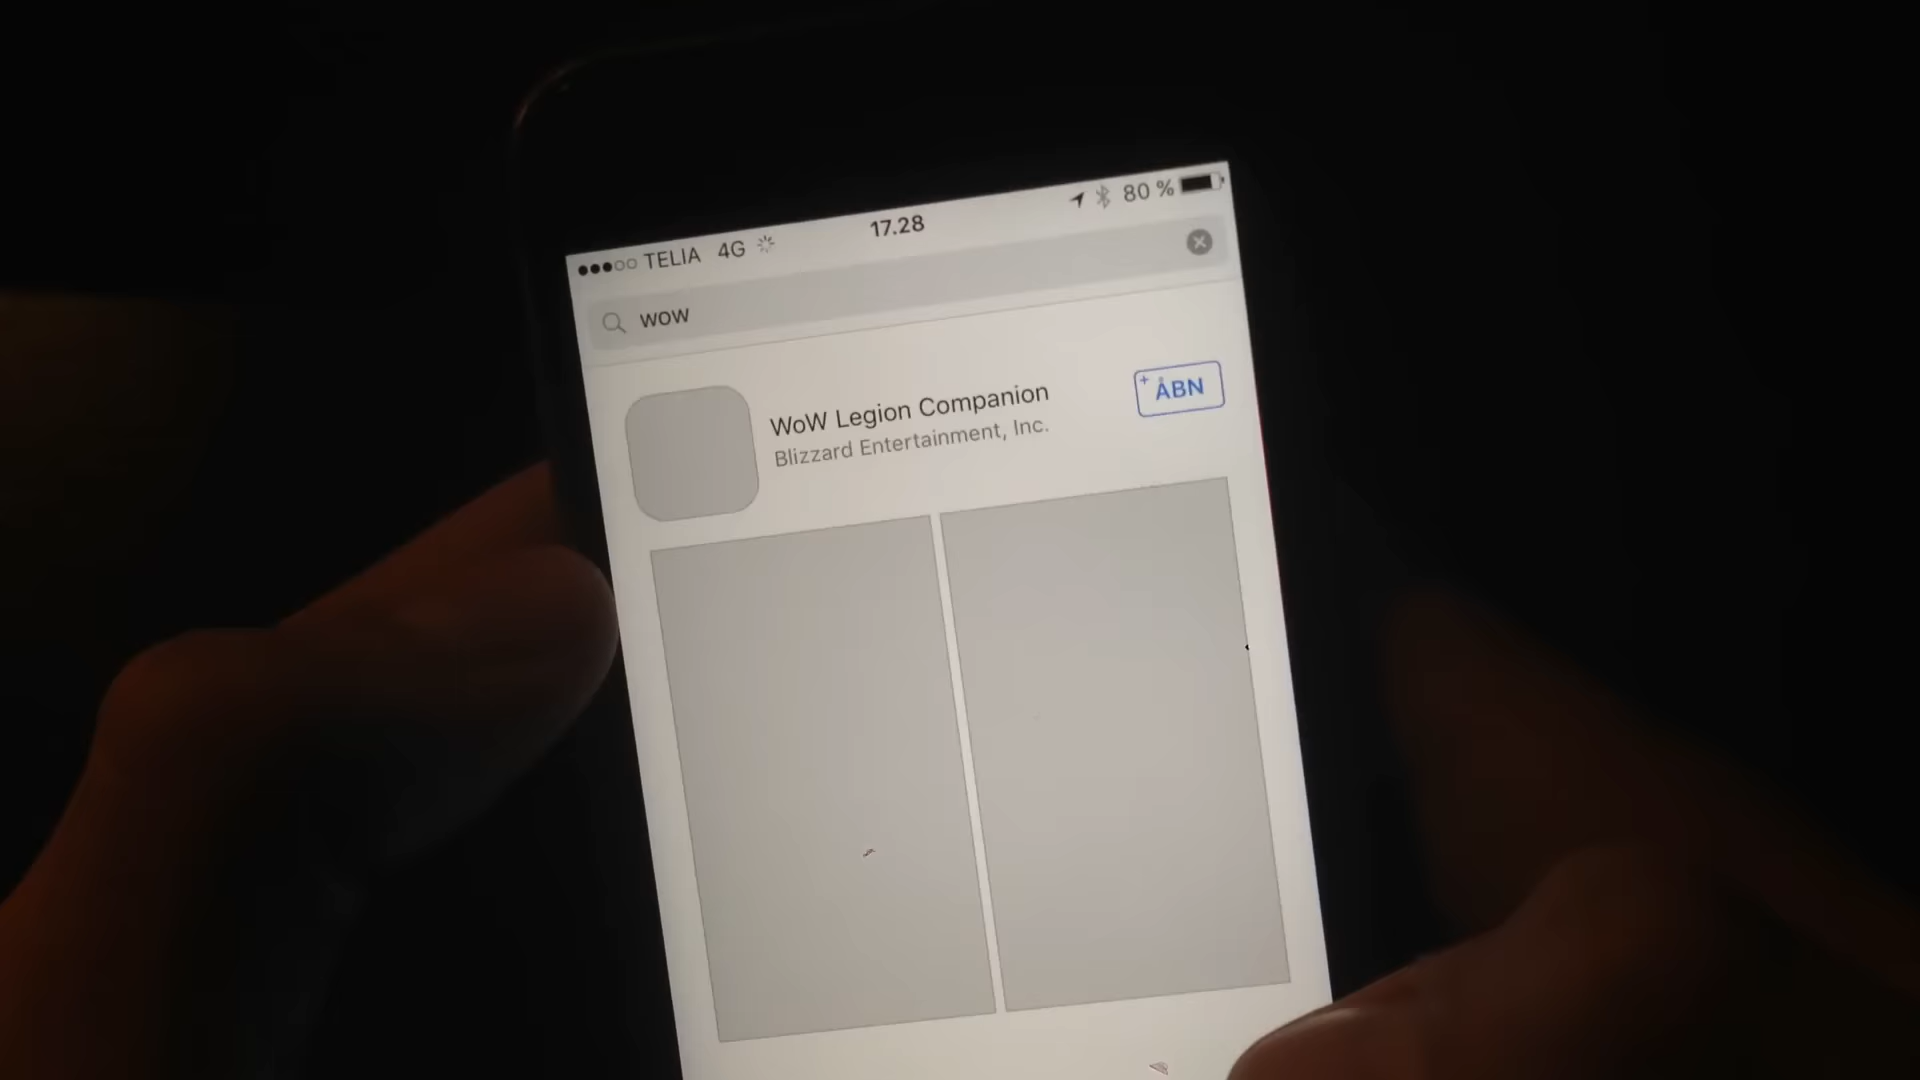 TELIA 4G 17.28 80 %
wow
WoW Legion Companion
Blizzard Entertainment, Inc.
+ ÅBN